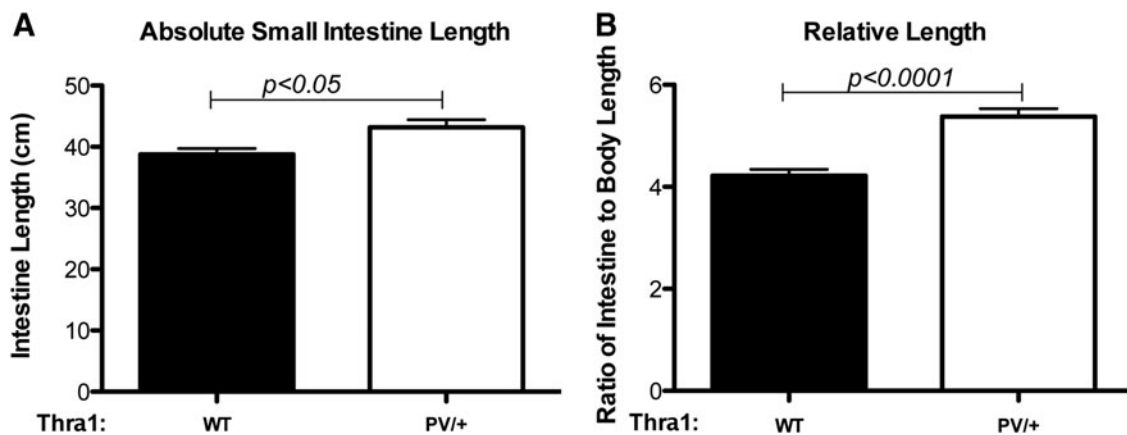 A
Absolute Small Intestine Length
p<0.05
Intestine Length (cm)
50
40
30
20
10
0
Thra1:
WT
PV/+
B
Relative Length
p<0.0001
Ratio of Intestine to Body Length
6
4
2
0
Thra1:
WT
PV/+